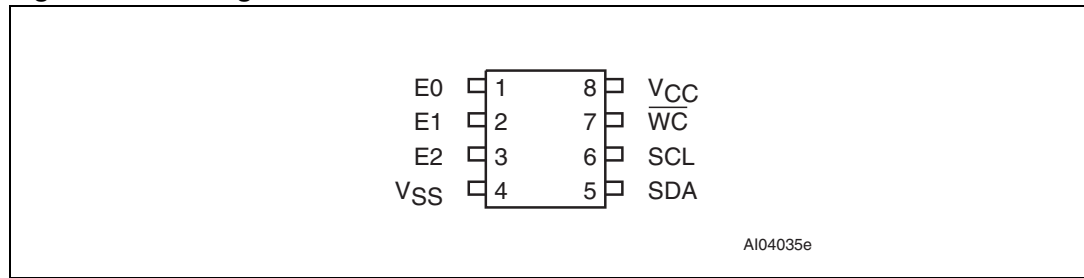 E0 1 8 VCC
E1 2 7 WC
E2 3 6 SCL
VSS 4 5 SDA
AI04035e